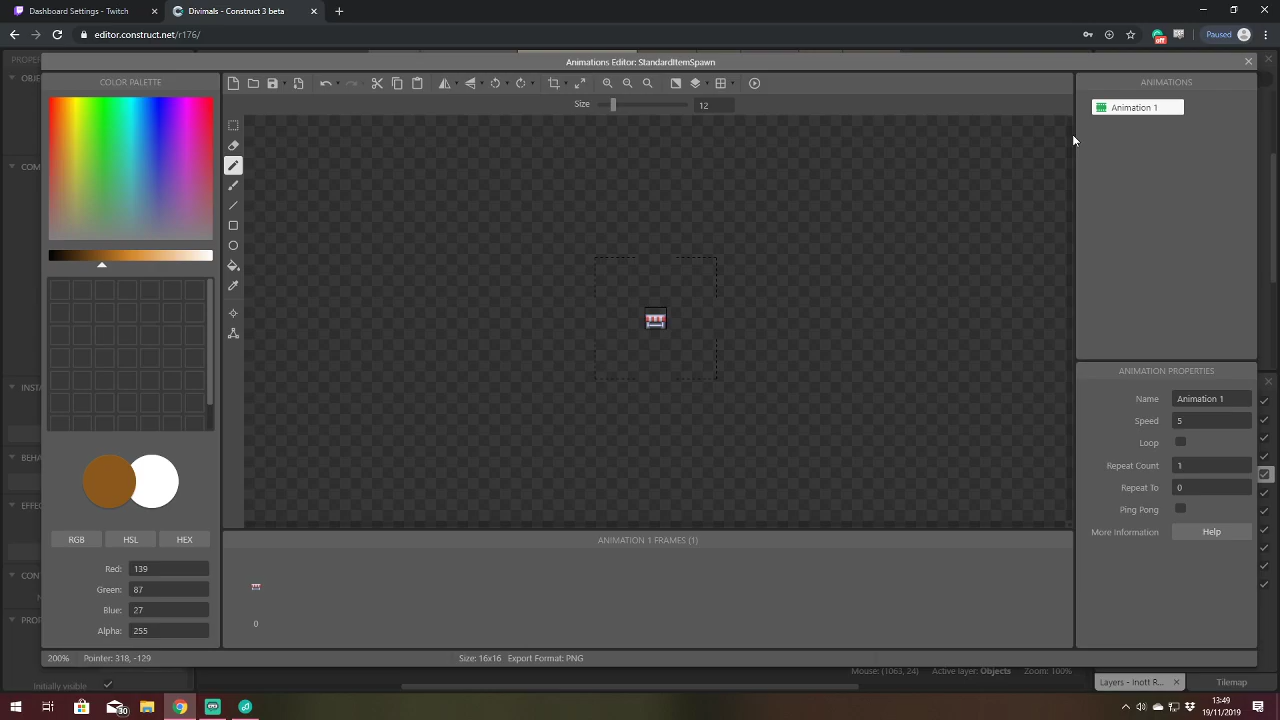 Dashboard Settings - Twitch
Divimals - Construct 3 beta
editor.construct.net/r176/
off
Paused
Animations Editor: StandardItemSpawn
COLOR PALETTE
ANIMATIONS
Size 12
Animation 1
ANIMATION PROPERTIES
Name Animation 1
Speed 5
Loop
Repeat Count 1
Repeat To 0
Ping Pong
More Information Help
RGB HSL HEX
Red: 139
Green: 87
Blue: 27
Alpha: 255
ANIMATION 1 FRAMES (1)
0
200% Pointer: 318, -129 Size: 16x16 Export Format: PNG
Mouse: (1063, 24) Active layer: Objects Zoom: 100%
Initially visible
Layers - Inott R...
Tilemap
30
13:49
19/11/2019